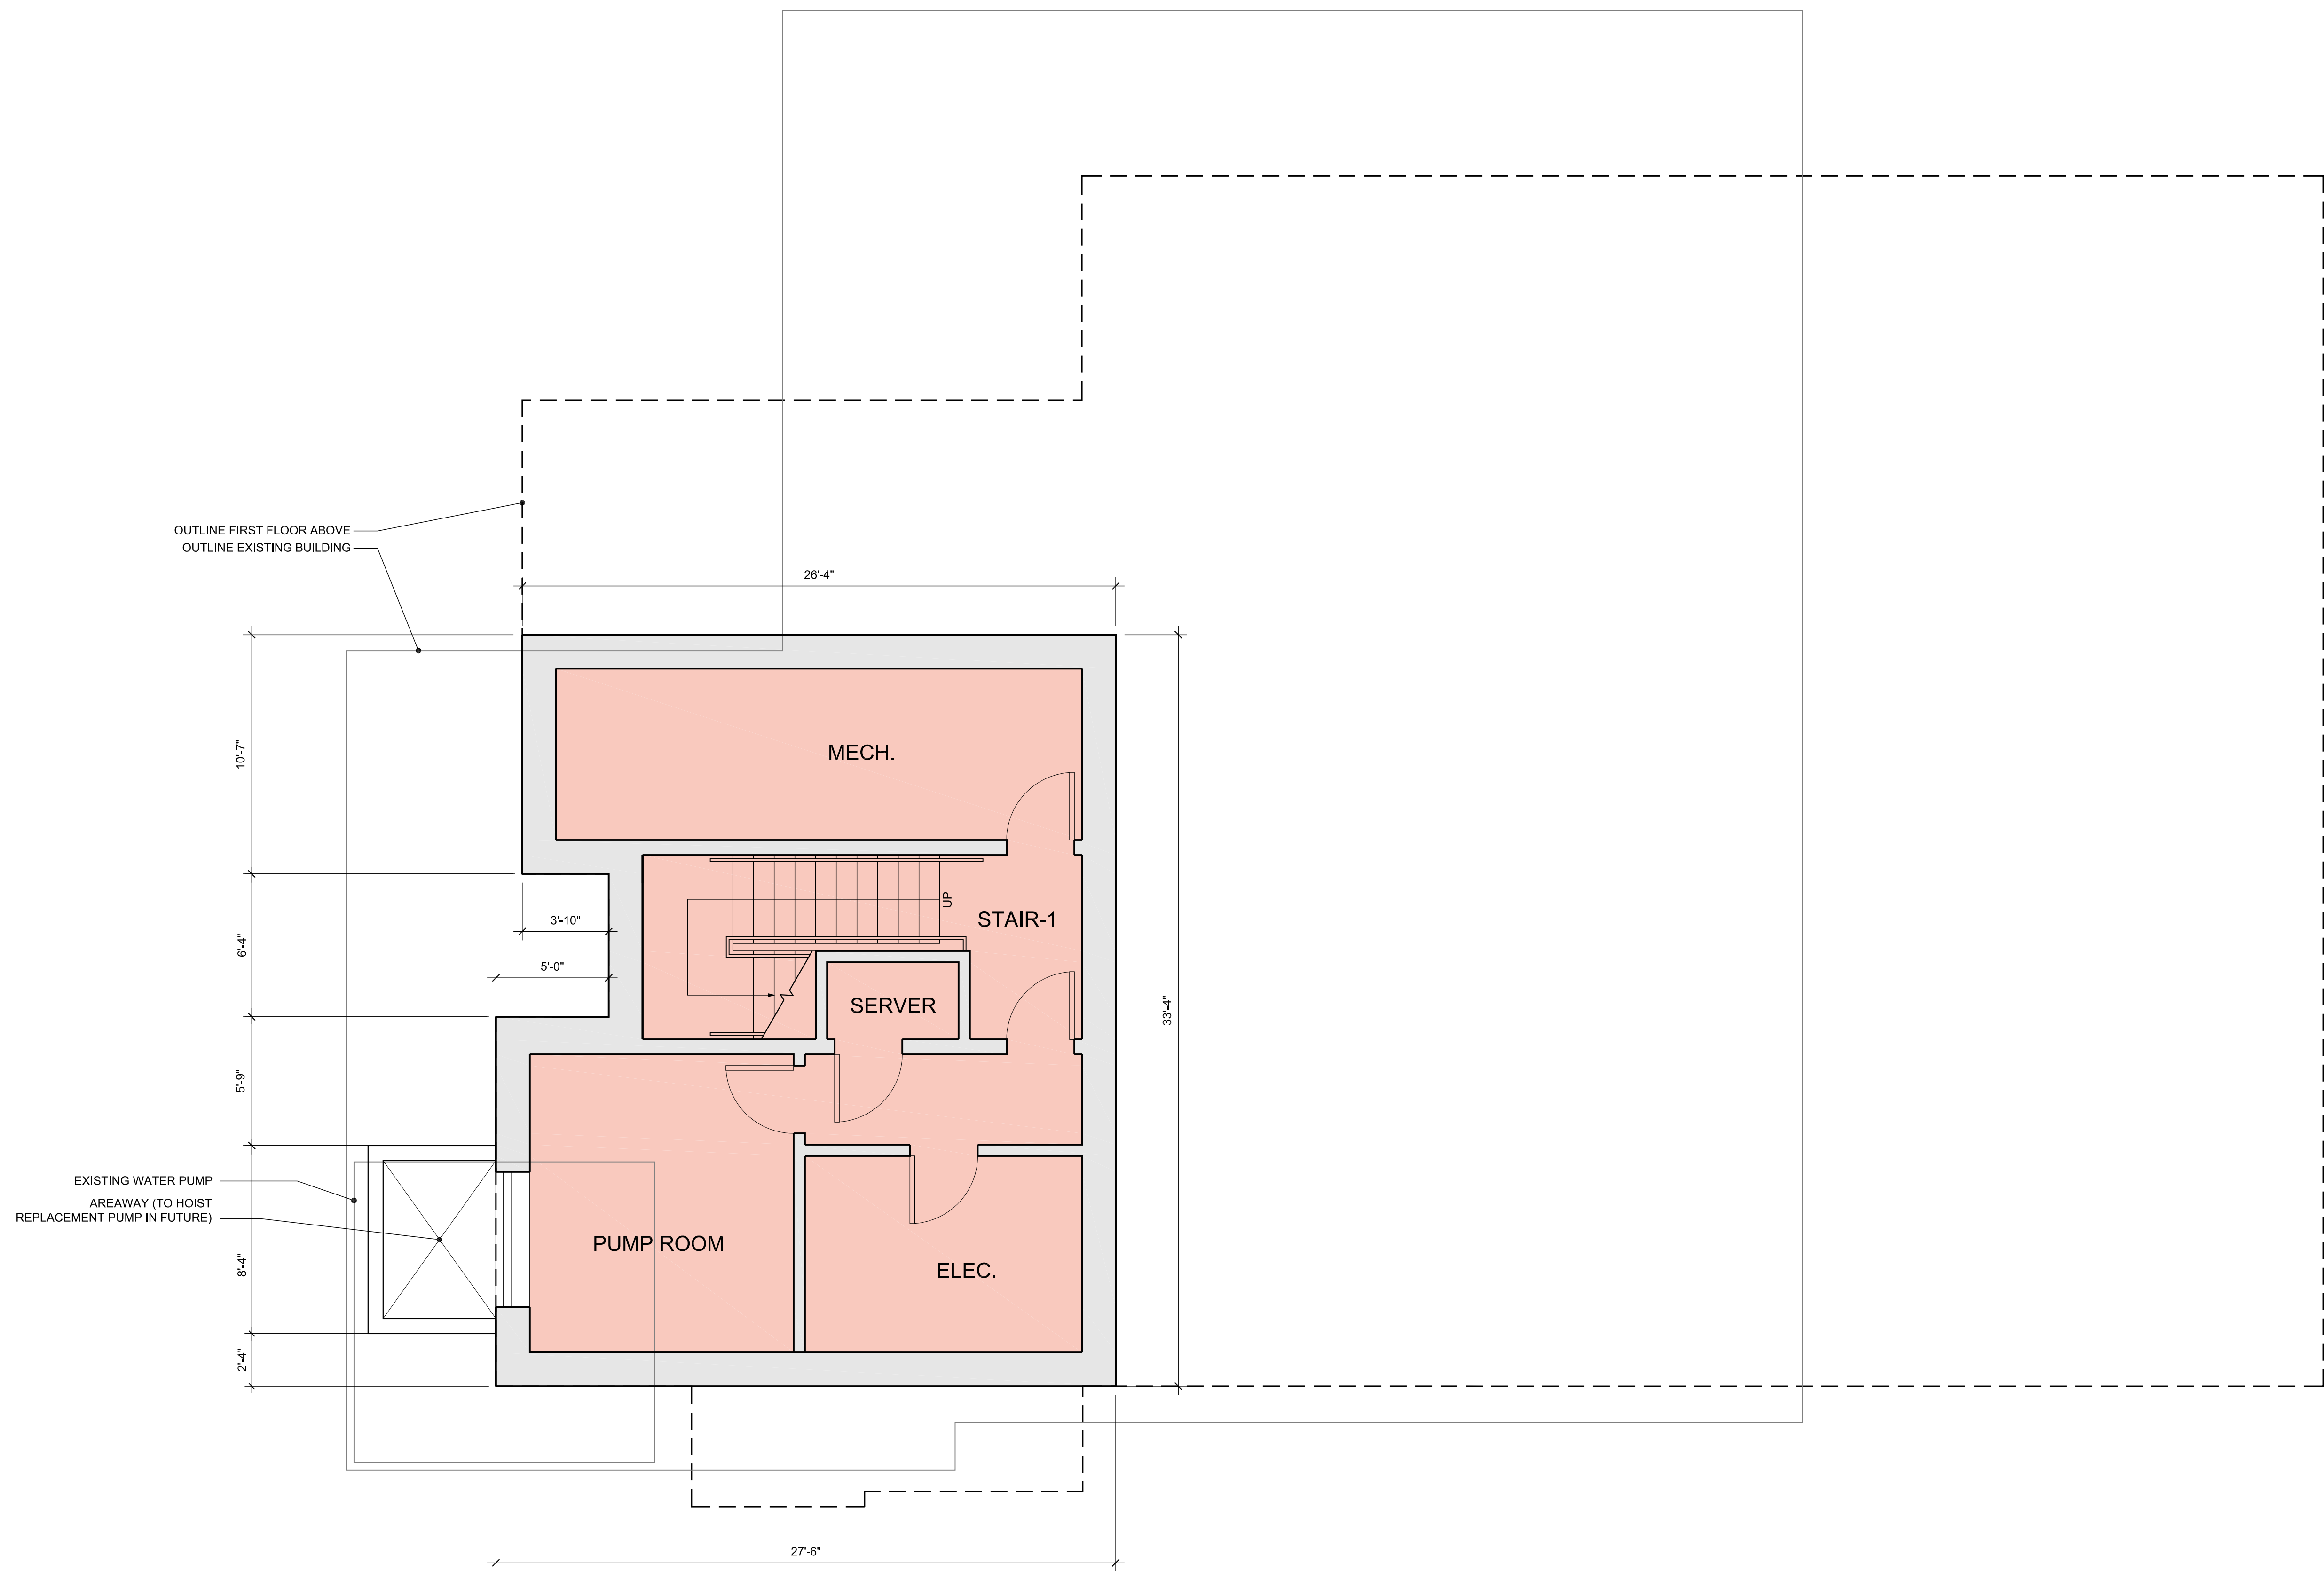 OUTLINE FIRST FLOOR ABOVE
OUTLINE EXISTING BUILDING
26'-4"
10'-7"
MECH.
UP
STAIR-1
3'-10"
6'-4"
5'-0"
SERVER
33'-4"
5'-9"
EXISTING WATER PUMP
AREAWAY (TO HOIST
REPLACEMENT PUMP IN FUTURE)
PUMP ROOM
8'-4"
ELEC.
2'-4"
27'-6"